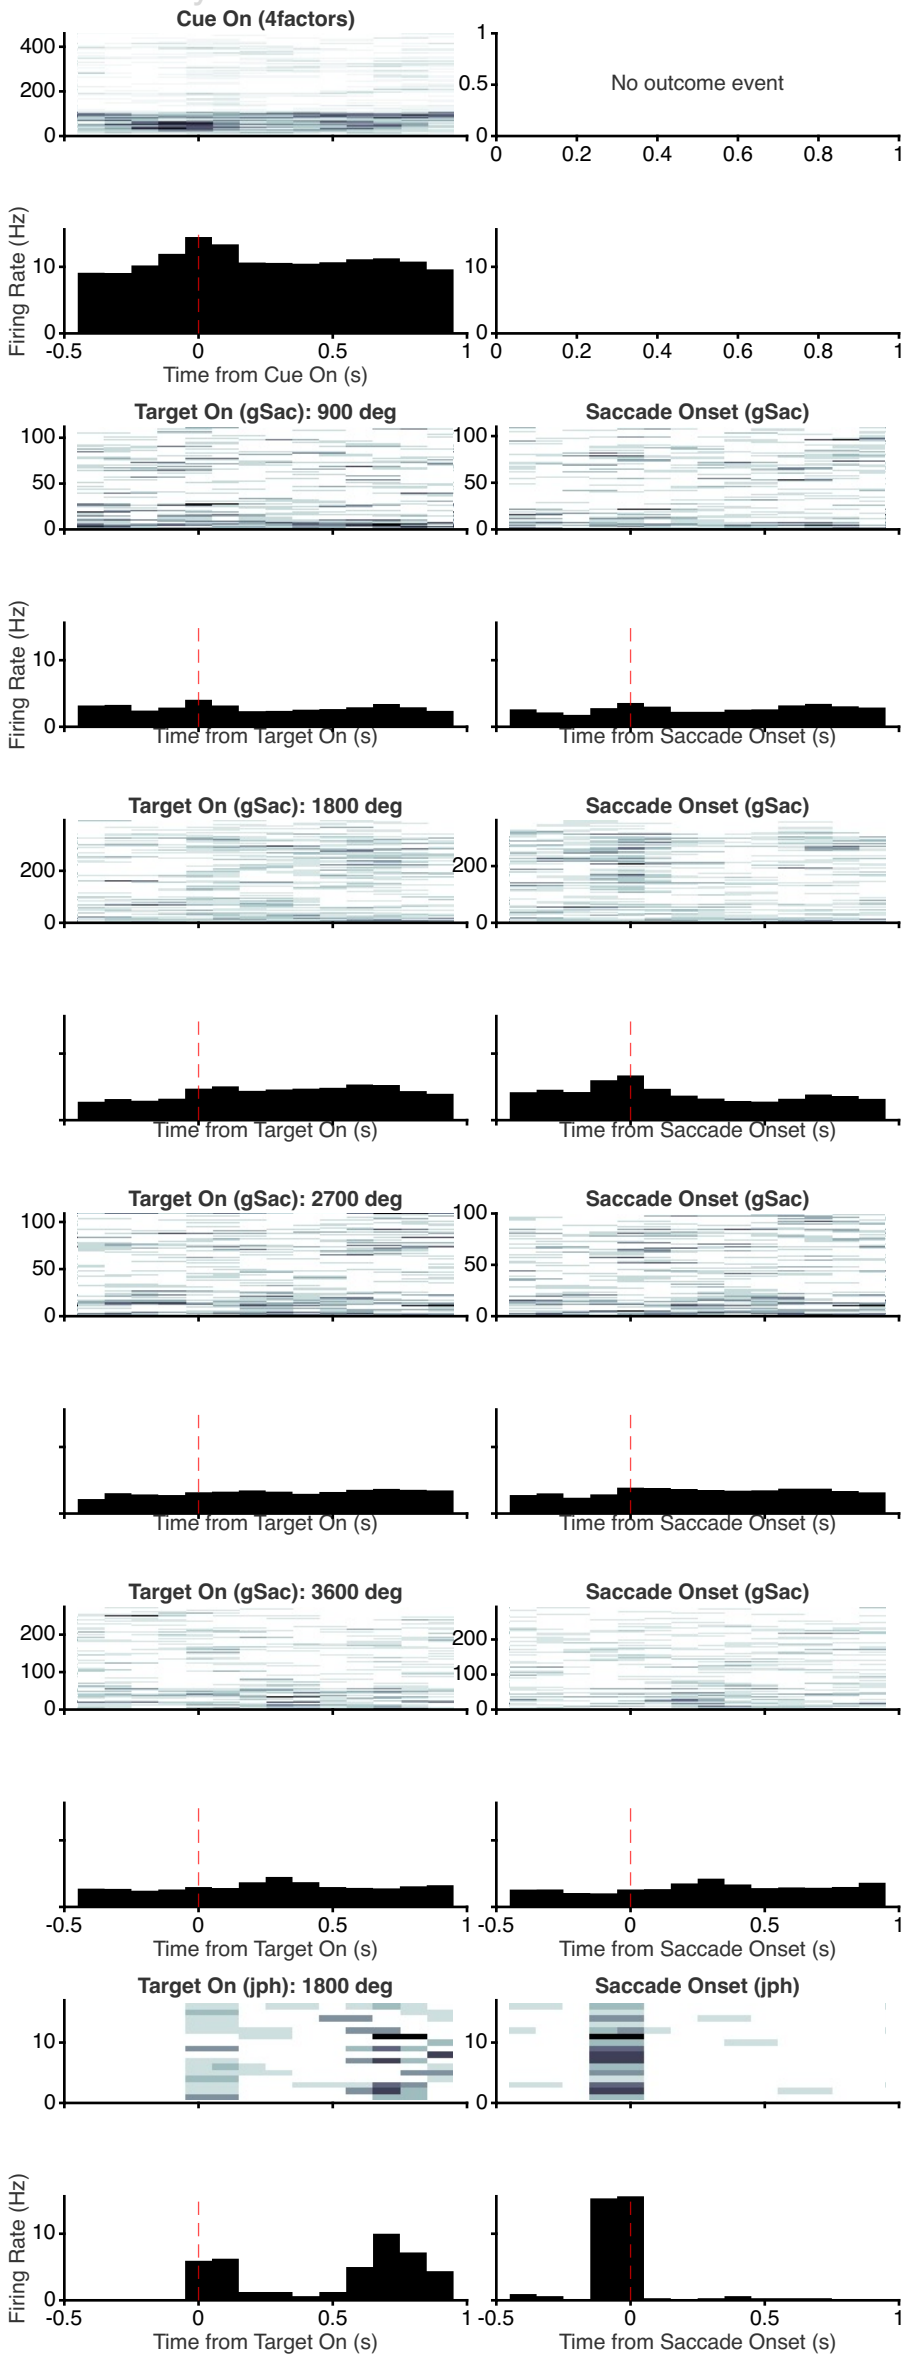 Cue On (4factors)
400
200
0
1
0.5
0
No outcome event
0 0.2 0.4 0.6 0.8 1
Firing Rate (Hz)
10
0
-0.5 0 0.5 1
Time from Cue On (s)
10
0
0 0.2 0.4 0.6 0.8 1
Target On (gSac): 900 deg
100
50
0
Saccade Onset (gSac)
100
50
0
Firing Rate (Hz)
10
0
Time from Target On (s)
Time from Saccade Onset (s)
Target On (gSac): 1800 deg
200
0
Saccade Onset (gSac)
200
0
Time from Target On (s)
Time from Saccade Onset (s)
Target On (gSac): 2700 deg
100
50
0
Saccade Onset (gSac)
100
50
0
Time from Target On (s)
Time from Saccade Onset (s)
Target On (gSac): 3600 deg
200
100
0
Saccade Onset (gSac)
200
100
0
-0.5 0 0.5 1
Time from Target On (s)
-0.5 0 0.5 1
Time from Saccade Onset (s)
Target On (jph): 1800 deg
10
0
Saccade Onset (jph)
10
0
Firing Rate (Hz)
10
0
-0.5 0 0.5 1
Time from Target On (s)
-0.5 0 0.5 1
Time from Saccade Onset (s)